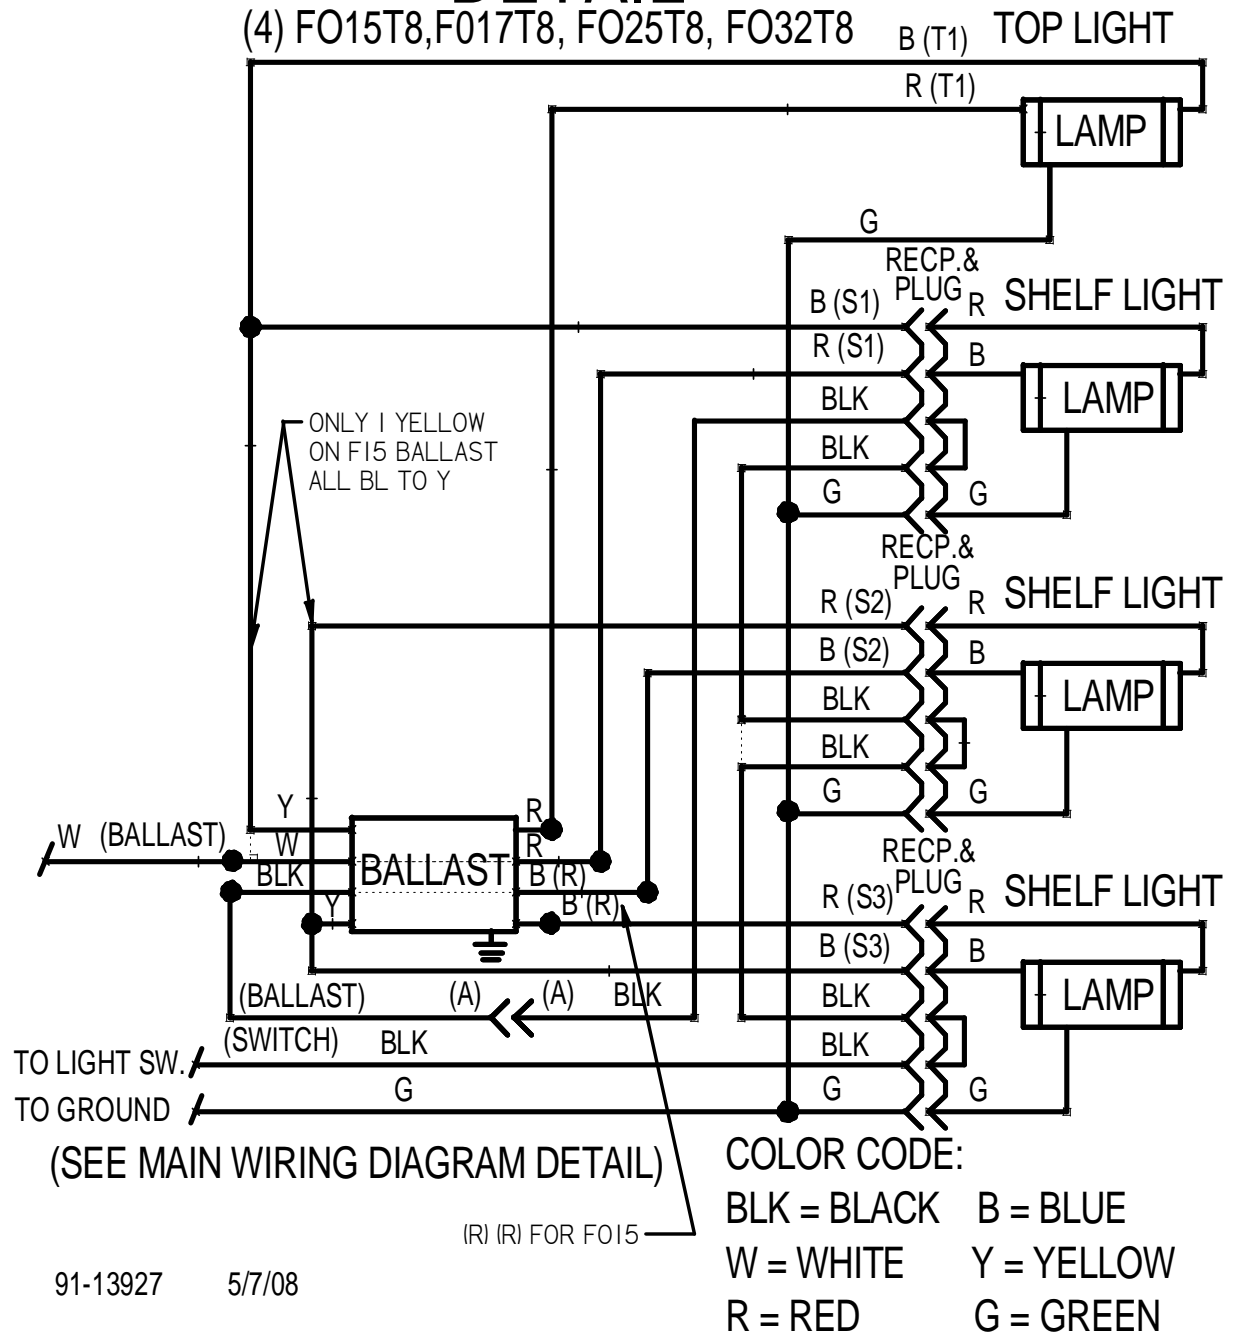 DETAIL
(4) FO15T8,F017T8, FO25T8, FO32T8
B (T1)
TOP LIGHT
R (T1)
LAMP
G
RECP.&
PLUG
B (S1)
R
SHELF LIGHT
R (S1)
B
BLK
LAMP
BLK
G
G
ONLY 1 YELLOW
ON F15 BALLAST
ALL BL TO Y
RECP.&
PLUG
R (S2)
R
SHELF LIGHT
B (S2)
B
BLK
LAMP
BLK
G
G
Y
R
W (BALLAST)
W
R
BLK
BALLAST
B (R)
Y
B (R)
RECP.&
PLUG
R (S3)
R
SHELF LIGHT
B (S3)
B
(BALLAST)
(A)
(A)
BLK
BLK
LAMP
(SWITCH)
BLK
BLK
TO LIGHT SW.
G
G
G
TO GROUND
(SEE MAIN WIRING DIAGRAM DETAIL)
(R) (R) FOR FO15
COLOR CODE:
BLK = BLACK B = BLUE
W = WHITE Y = YELLOW
R = RED G = GREEN
91-13927 5/7/08